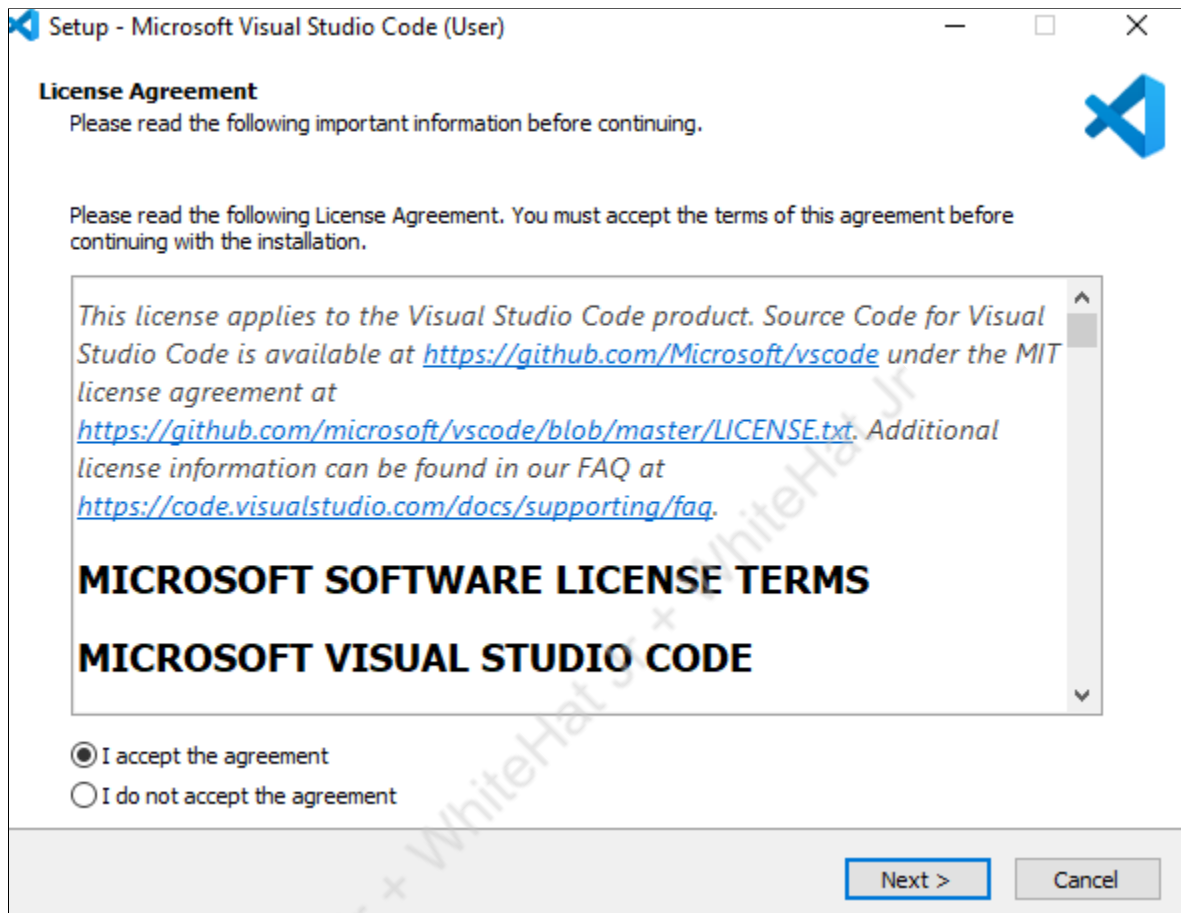 Setup - Microsoft Visual Studio Code (User)
License Agreement
Please read the following important information before continuing.
Please read the following License Agreement. You must accept the terms of this agreement before
continuing with the installation.
This license applies to the Visual Studio Code product. Source Code for Visual
Studio Code is available at https://github.com/Microsoft/vscode under the MIT
license agreement at
https://github.com/microsoft/vscode/blob/master/LICENSE.txt. Additional
license information can be found in our FAQ at
https://code.visualstudio.com/docs/supporting/faq.
MICROSOFT SOFTWARE LICENSE TERMS
MICROSOFT VISUAL STUDIO CODE
I accept the agreement
I do not accept the agreement
Next >
Cancel
r + WhiteHat Jr + WhiteHat Jr